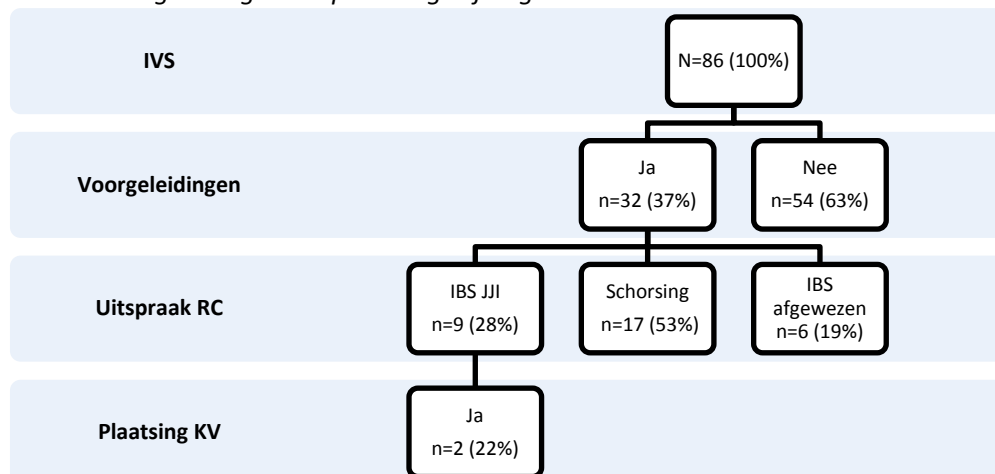 IVS
N=86 (100%)
Voorgeleidingen
Ja
n=32 (37%)
Nee
n=54 (63%)
Uitspraak RC
IBS JJI
n=9 (28%)
Schorsing
n=17 (53%)
IBS
afgewezen
n=6 (19%)
Plaatsing KV
Ja
n=2 (22%)